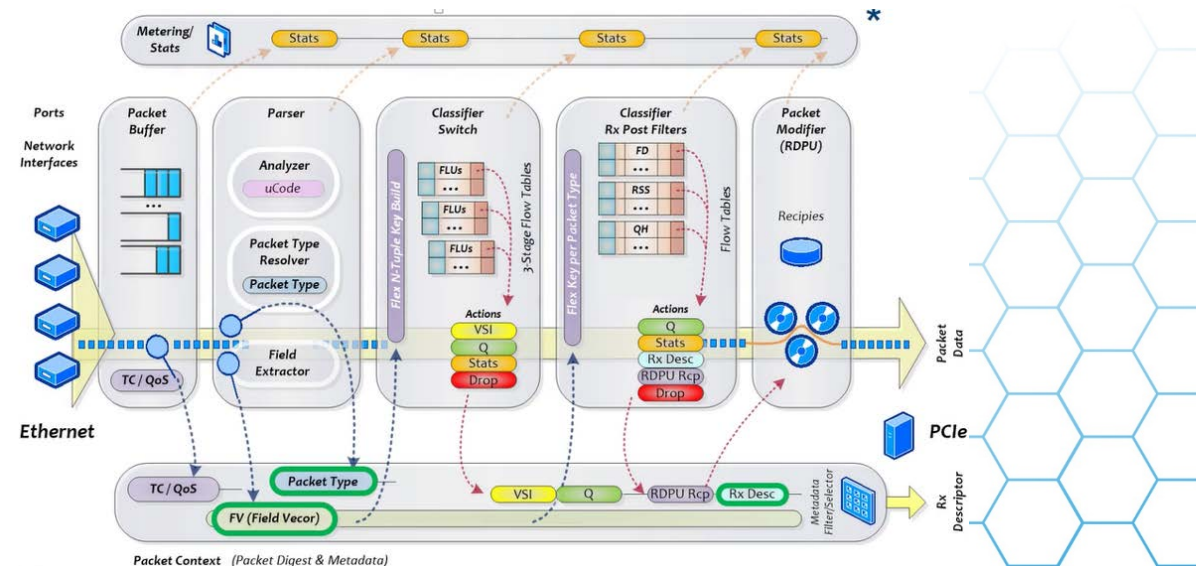 *
Metering/
Stats
Stats
Stats
Stats
Stats
Ports
Network
Interfaces
Ethernet
Packet
Buffer
...
TC / QoS
Parser
Analyzer
uCode
Packet Type
Resolver
Packet Type
Field
Extractor
Classifier
Switch
Flex N-Tuple Key Build
FLUs
...
FLUs
...
FLUs
...
3-Stage Flow Tables
Actions
VSI
Q
Stats
Drop
Classifier
Rx Post Filters
Flex Key per Packet Type
FD
...
RSS
...
QH
...
Flow Tables
Actions
Q
Stats
Rx Desc
RDPU Rcp
Drop
Packet
Modifier
(RDPU)
Recipies
Packet
Data
PCIe
TC / QoS
Packet Type
FV (Field Vecor)
VSI
Q
RDPU Rcp
Rx Desc
Metadata
Filter/Selector
Rx
Descriptor
Packet Context (Packet Digest & Metadata)